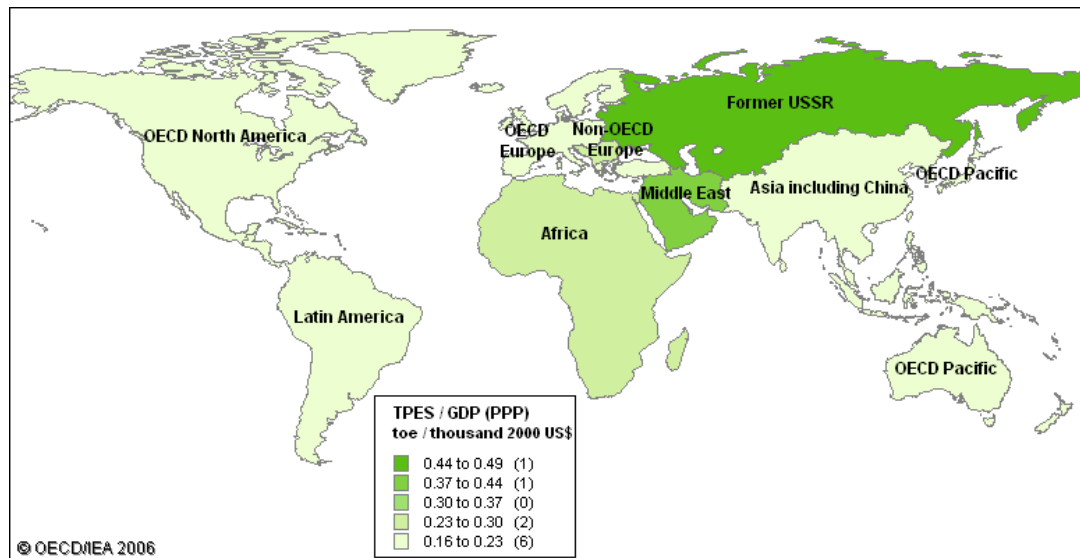 Former USSR
OECD North America
OECD
Europe
Non-OECD
Europe
OECD Pacific
Middle East
Asia including China
Africa
Latin America
OECD Pacific
TPES / GDP (PPP)
toe / thousand 2000 US$
0.44 to 0.49 (1)
0.37 to 0.44 (1)
0.30 to 0.37 (0)
0.23 to 0.30 (2)
0.16 to 0.23 (6)
© OECD/IEA 2006